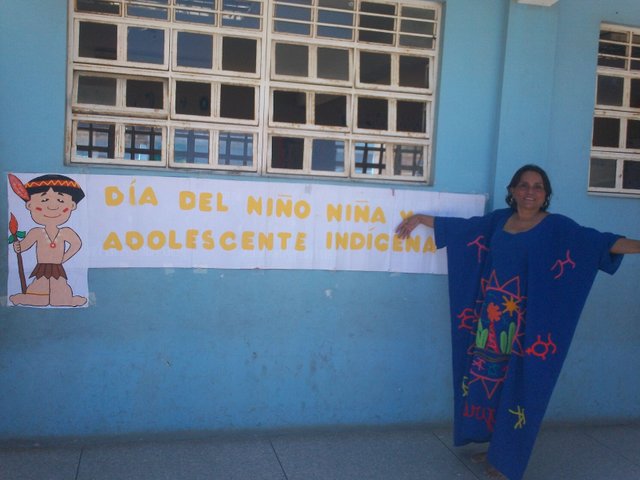 DÍA DEL NIÑO NIÑA Y
ADOLESCENTE INDÍGENA